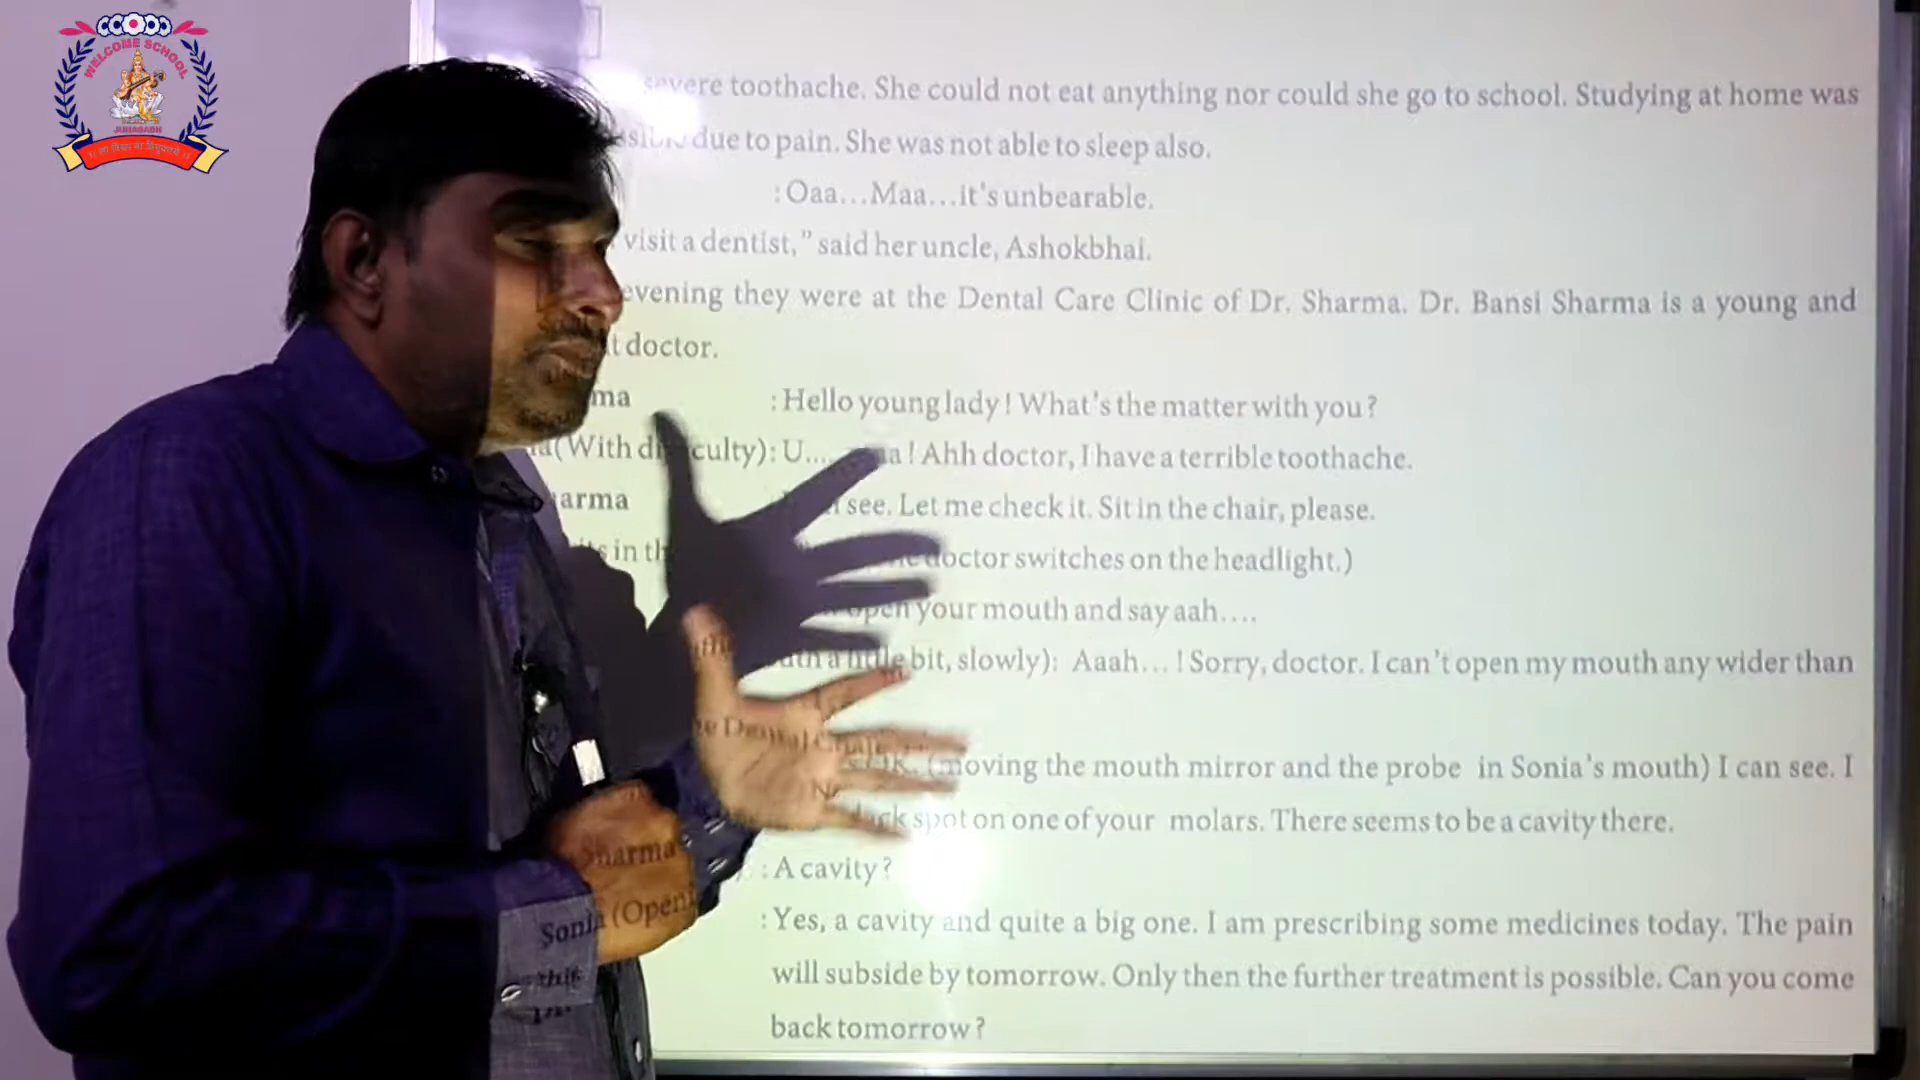 WELCOME SCHOOL
JUNAGADH
severe toothache. She could not eat anything nor could she go to school. Studying at home was
due to pain. She was not able to sleep also.
: Oaa...Maa...it's unbearable.
visit a dentist,” said her uncle, Ashokbhai.
evening they were at the Dental Care Clinic of Dr. Sharma. Dr. Bansi Sharma is a young and
doctor.
: Hello young lady ! What's the matter with you ?
(With culty): U.... ! Ahh doctor, I have a terrible toothache.
see. Let me check it. Sit in the chair, please.
in doctor switches on the headlight.)
open your mouth and say aah....
bit, slowly): Aaah... ! Sorry, doctor. I can't open my mouth any wider than
(moving the mouth mirror and the probe in Sonia's mouth) I can see. I
spot on one of your molars. There seems to be a cavity there.
Sharma : A cavity ?
Sonia (Open : Yes, a cavity and quite a big one. I am prescribing some medicines today. The pain
this will subside by tomorrow. Only then the further treatment is possible. Can you come
back tomorrow ?